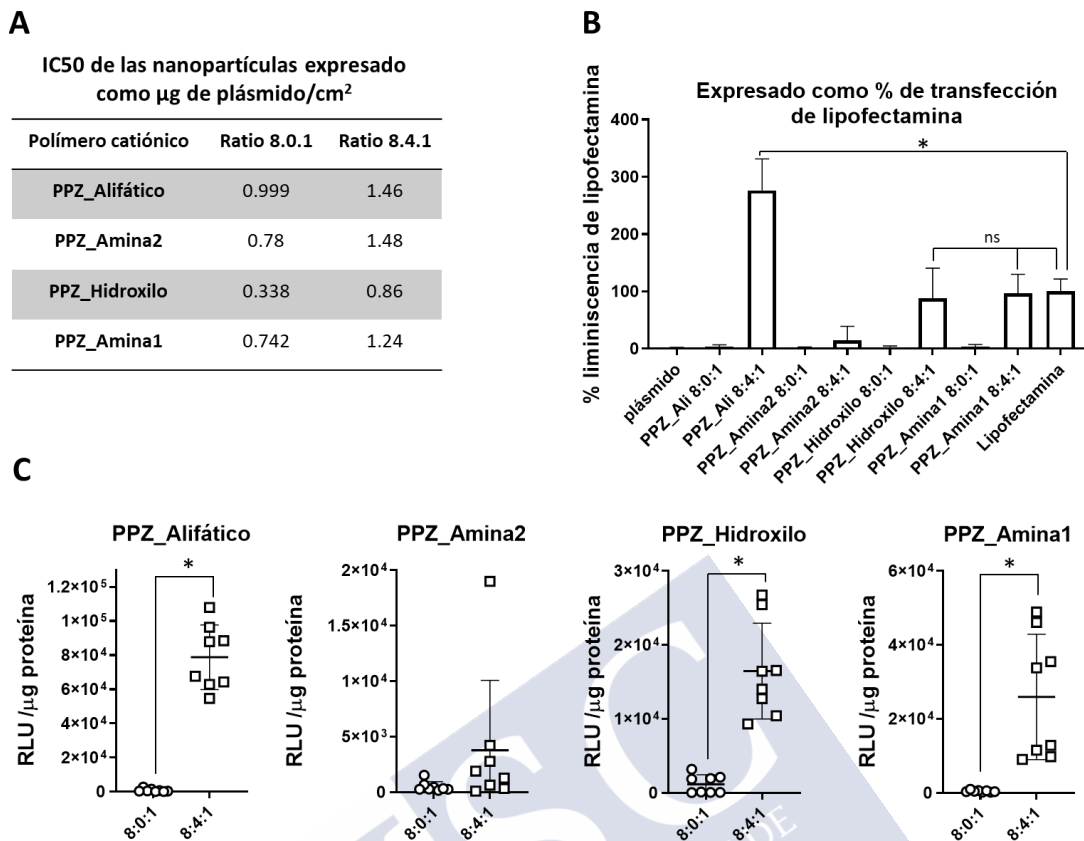 A
IC50 de las nanopartículas expresado
como µg de plásmido/cm²
Polímero catiónico Ratio 8.0.1 Ratio 8.4.1
PPZ_Alifático 0.999 1.46
PPZ_Amina2 0.78 1.48
PPZ_Hidroxilo 0.338 0.86
PPZ_Amina1 0.742 1.24
B
Expresado como % de transfección
de lipofectamina
% liminiscencia de lipofectamina
400
300
200
100
0
*
ns
plásmido
PPZ_Ali 8:0:1
PPZ_Ali 8:4:1
PPZ_Amina2 8:0:1
PPZ_Amina2 8:4:1
PPZ_Hidroxilo 8:0:1
PPZ_Hidroxilo 8:4:1
PPZ_Amina1 8:0:1
PPZ_Amina1 8:4:1
Lipofectamina
C
PPZ_Alifático
RLU /µg proteína
1.2×10⁵
1.0×10⁵
8.0×10⁴
6.0×10⁴
4.0×10⁴
2.0×10⁴
0
*
8:0:1
8:4:1
PPZ_Amina2
RLU /µg proteína
2×10⁴
1.5×10⁴
1×10⁴
5×10³
0
8:0:1
8:4:1
PPZ_Hidroxilo
RLU /µg proteína
3×10⁴
2×10⁴
1×10⁴
0
*
8:0:1
8:4:1
PPZ_Amina1
RLU /µg proteína
6×10⁴
4×10⁴
2×10⁴
0
*
8:0:1
8:4:1
SC
DE